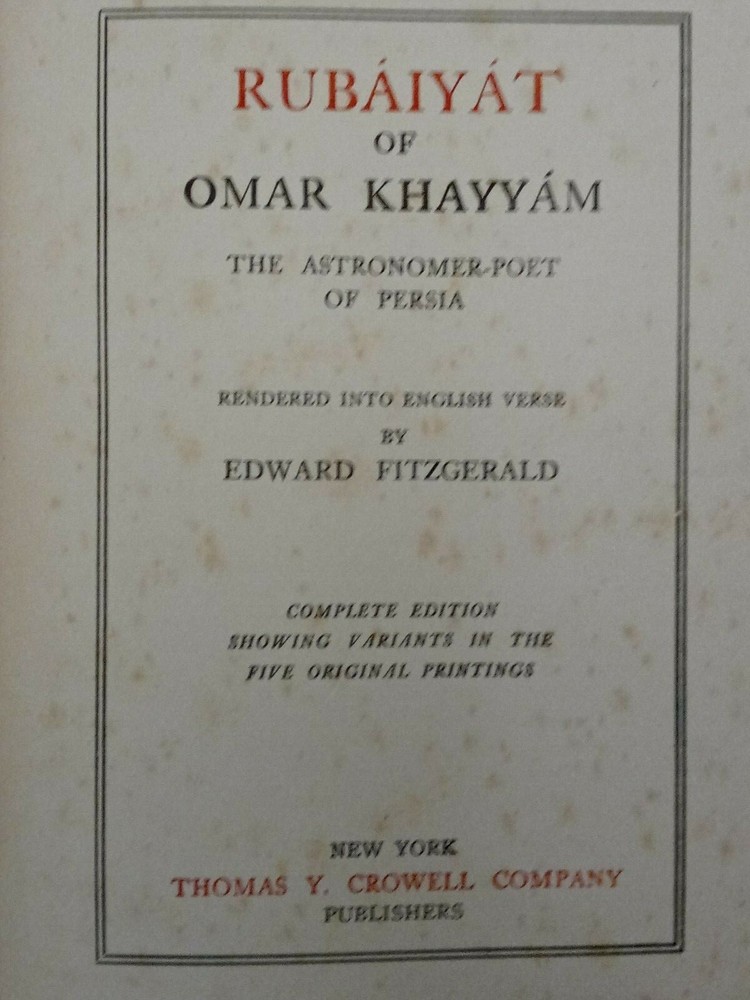 RUBÁIYÁT
OF
OMAR KHAYYÁM
THE ASTRONOMER-POET
OF PERSIA
RENDERED INTO ENGLISH VERSE
BY
EDWARD FITZGERALD
COMPLETE EDITION
SHOWING VARIANTS IN THE
FIVE ORIGINAL PRINTINGS
NEW YORK
THOMAS Y. CROWELL COMPANY
PUBLISHERS